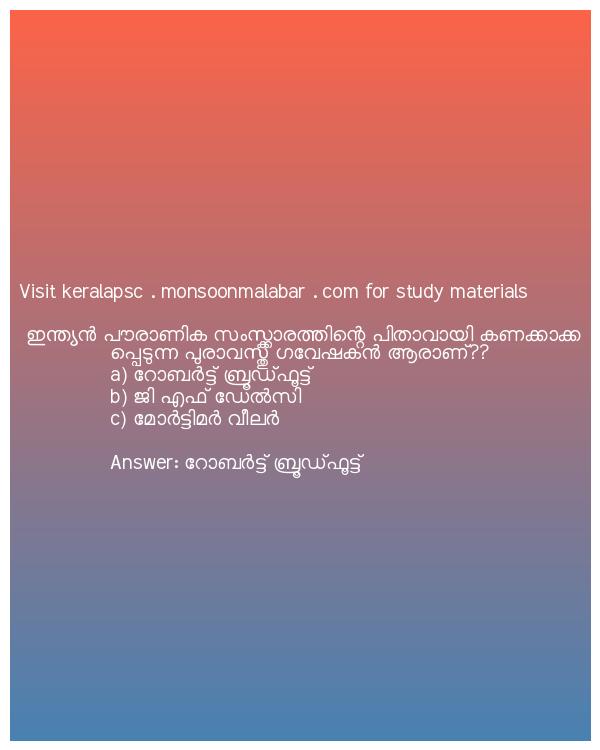 Visit keralapsc . monsoonmalabar . com for study materials
ഇന്ത്യൻ പൗരാണിക സംസ്ക്കാരത്തിന്റെ പിതാവായി കണക്കാക്ക
പ്പെടുന്ന പുരാവസ്തു ഗവേഷകൻ ആരാണ്??
a) റോബർട്ട് ബ്രൂഡ്ഫൂട്ട്
b) ജി എഫ് ഡേൽസി
c) മോർട്ടിമർ വീലർ
Answer: റോബർട്ട് ബ്രൂഡ്ഫൂട്ട്